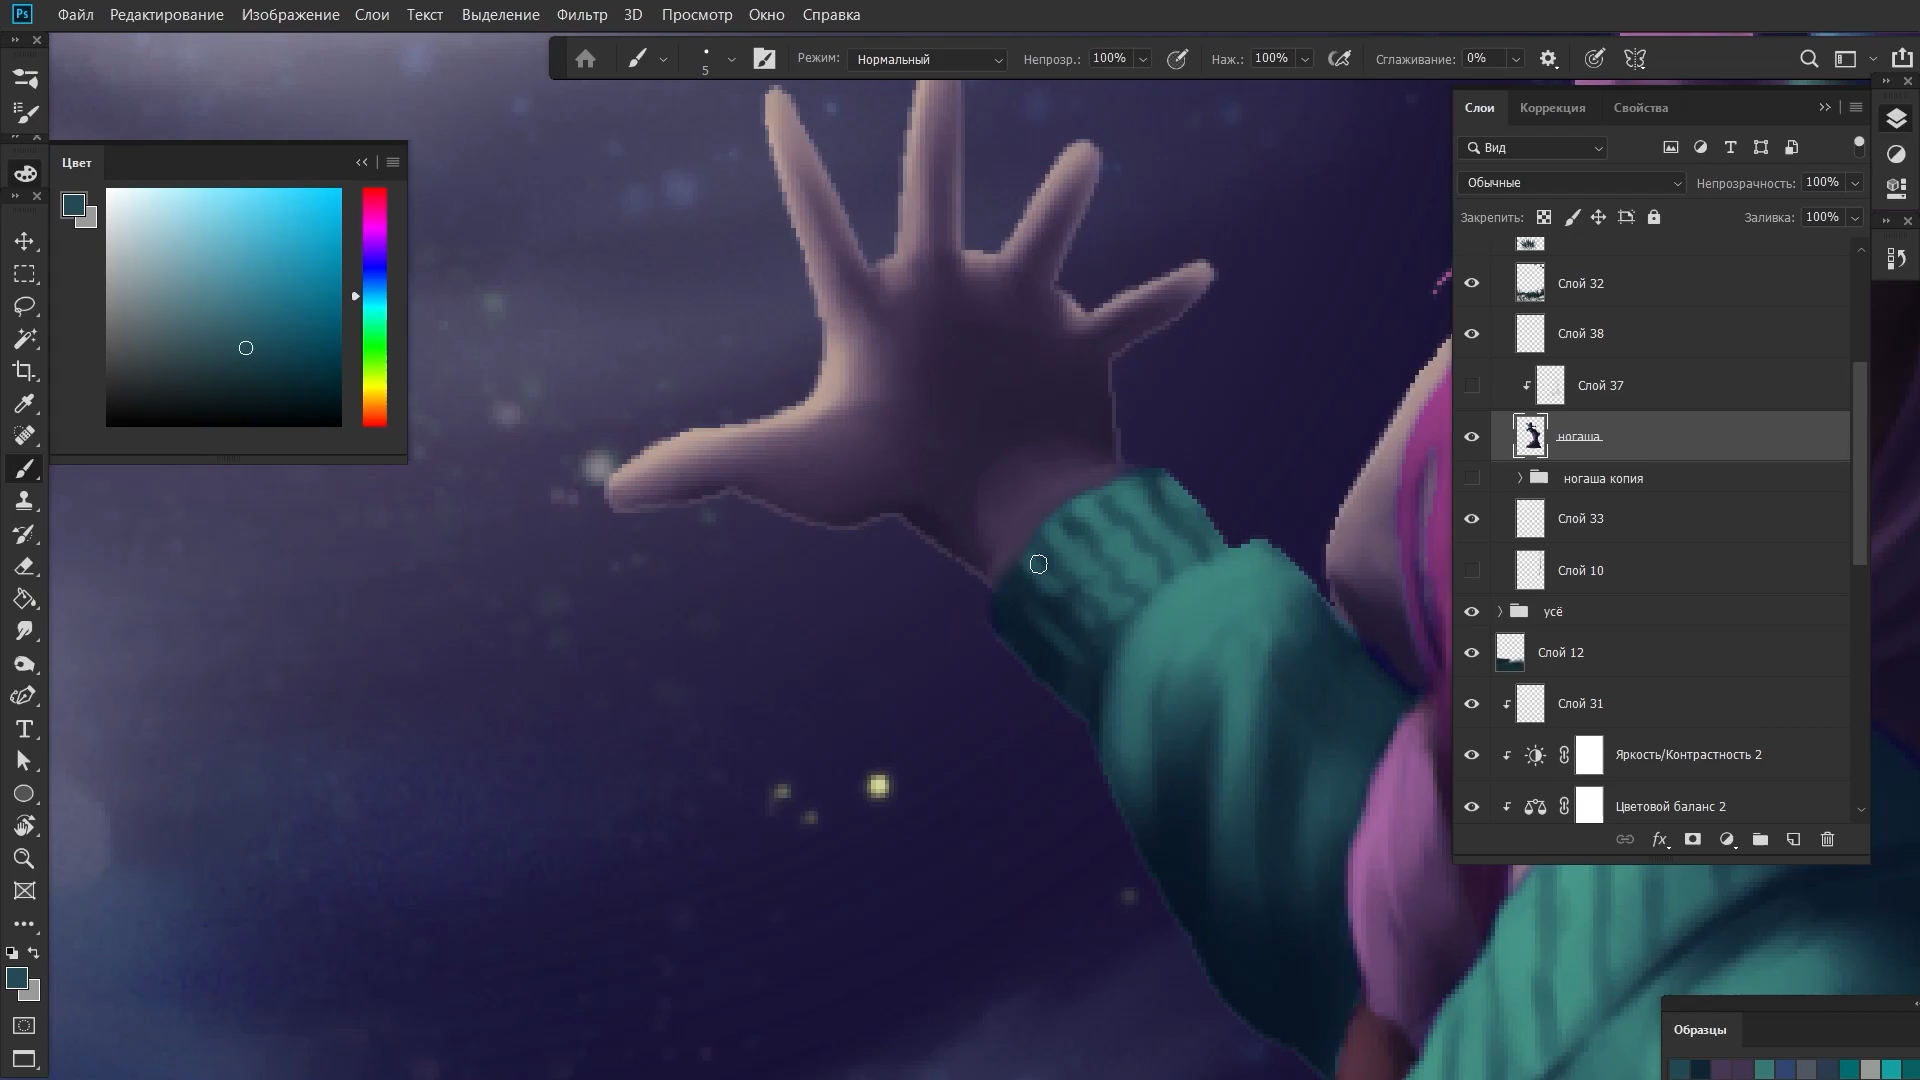 Ps Файл Редактирование Изображение Слои Текст Выделение Фильтр 3D Просмотр Окно Справка
5 Режим: Нормальный Непрозр.: 100% Наж.: 100% Сглаживание: 0%
Цвет
Слои Коррекция Свойства
Вид
Обычные Непрозрачность: 100%
Закрепить: Заливка: 100%
Слой 32
Слой 38
Слой 37
ногаша
ногаша копия
Слой 33
Слой 10
усё
Слой 12
Слой 31
Яркость/Контрастность 2
Цветовой баланс 2
fx
Образцы